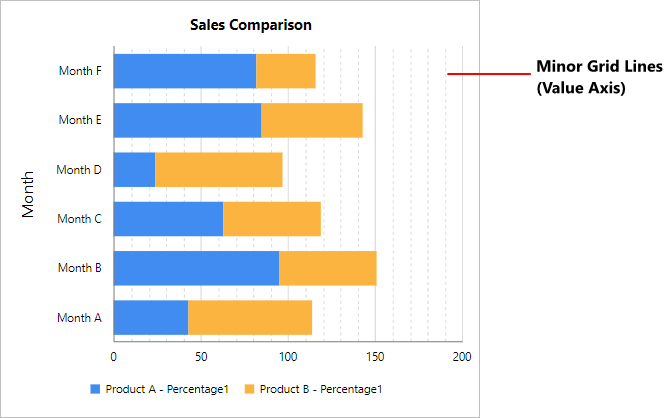 Sales Comparison
Minor Grid Lines
(Value Axis)
Month
Month F
Month E
Month D
Month C
Month B
Month A
0 50 100 150 200
Product A - Percentage1 Product B - Percentage1